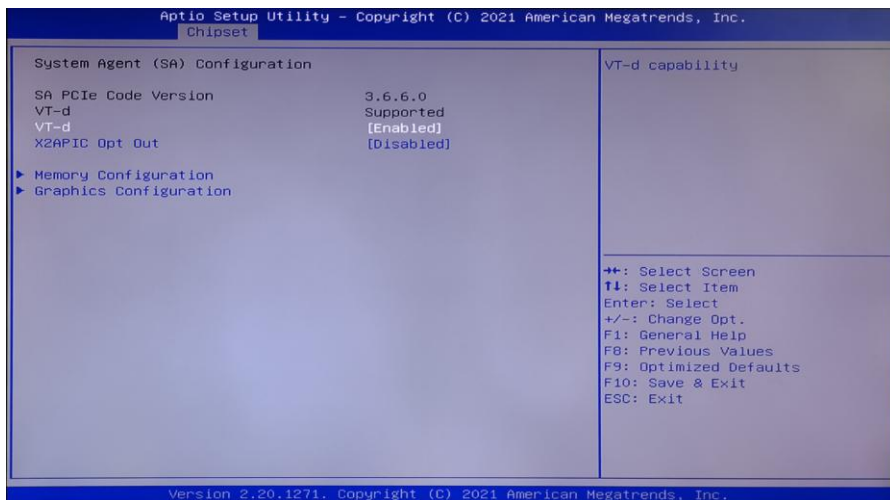 Aptio Setup Utility – Copyright (C) 2021 American Megatrends, Inc.
Chipset
System Agent (SA) Configuration
SA PCIe Code Version 3.6.6.0
VT-d Supported
VT-d [Enabled]
X2APIC Opt Out [Disabled]
▶ Memory Configuration
▶ Graphics Configuration
VT-d capability
→←: Select Screen
↑↓: Select Item
Enter: Select
+/-: Change Opt.
F1: General Help
F8: Previous Values
F9: Optimized Defaults
F10: Save & Exit
ESC: Exit
Version 2.20.1271. Copyright (C) 2021 American Megatrends, Inc.